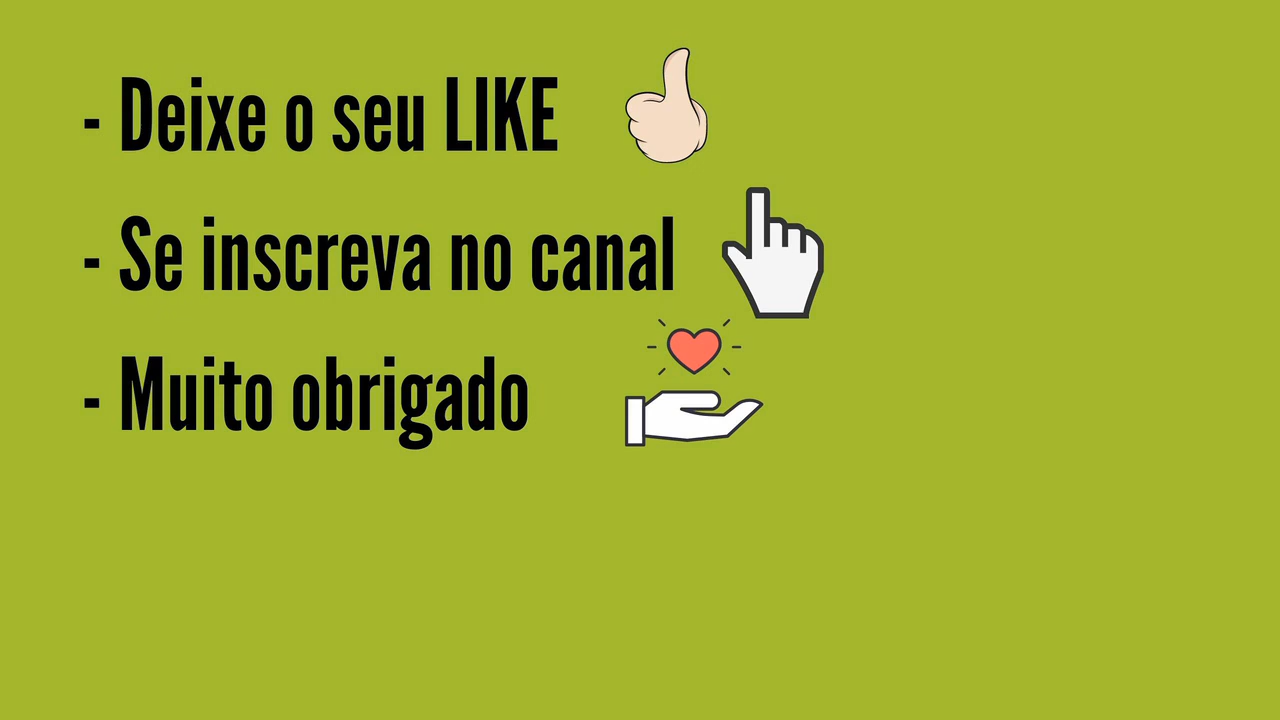 - Deixe o seu LIKE
- Se inscreva no canal
- Muito obrigado